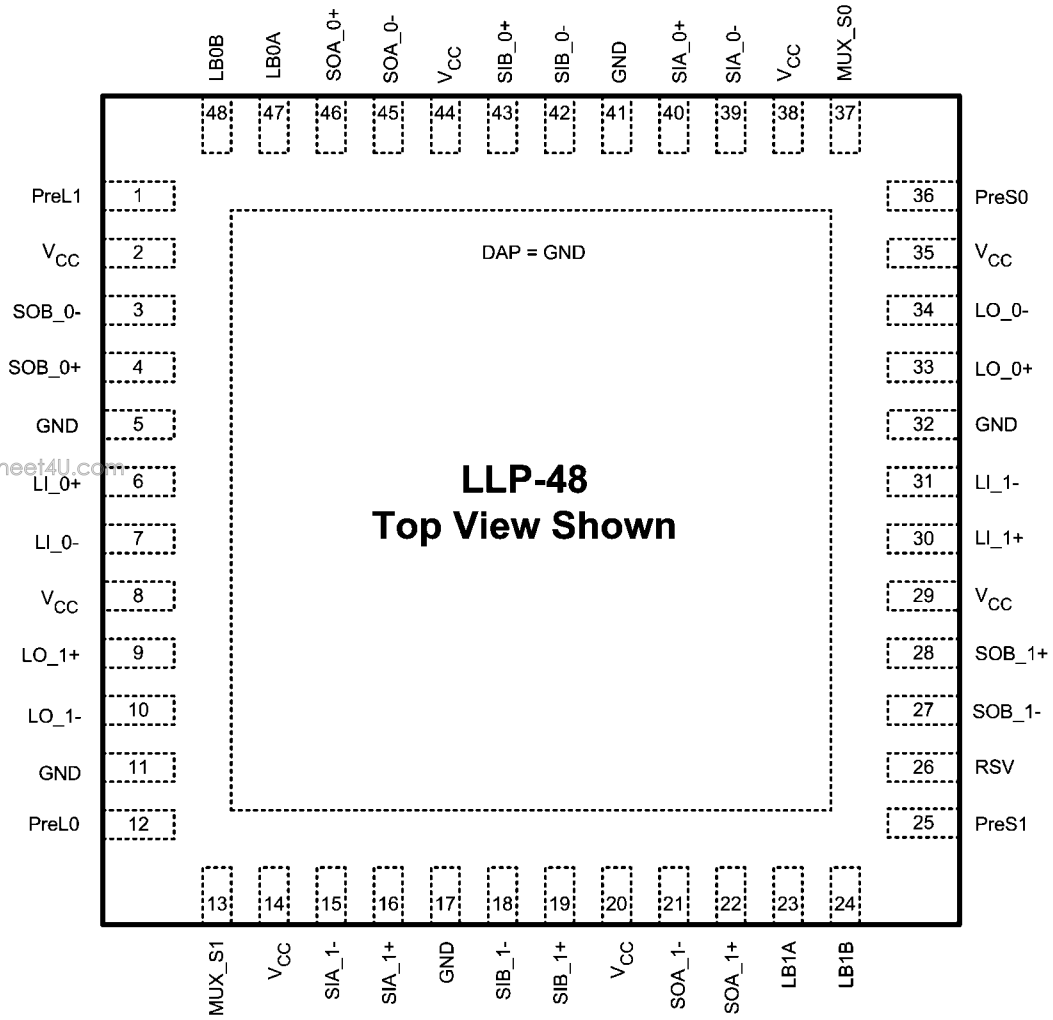 LB0B
LB0A
SOA_0+
SOA_0-
VCC
SIB_0+
SIB_0-
GND
SIA_0+
SIA_0-
VCC
MUX_S0
48 47 46 45 44 43 42 41 40 39 38 37
PreL1 1
VCC 2
SOB_0- 3
SOB_0+ 4
GND 5
LI_0+ 6
LI_0- 7
VCC 8
LO_1+ 9
LO_1- 10
GND 11
PreL0 12
heet4U.com
DAP = GND
LLP-48
Top View Shown
36 PreS0
35 VCC
34 LO_0-
33 LO_0+
32 GND
31 LI_1-
30 LI_1+
29 VCC
28 SOB_1+
27 SOB_1-
26 RSV
25 PreS1
13 14 15 16 17 18 19 20 21 22 23 24
MUX_S1
VCC
SIA_1-
SIA_1+
GND
SIB_1-
SIB_1+
VCC
SOA_1-
SOA_1+
LB1A
LB1B